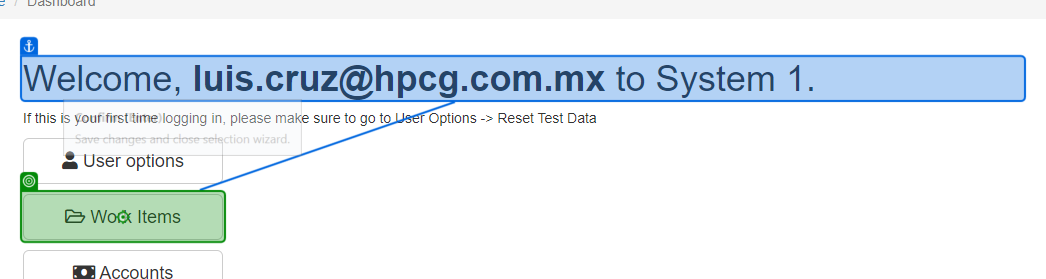 e / Dashboard
Welcome, luis.cruz@hpcg.com.mx to System 1.
If this is your first time logging in, please make sure to go to User Options -> Reset Test Data
Save changes and close selection wizard.
User options
Work Items
Accounts